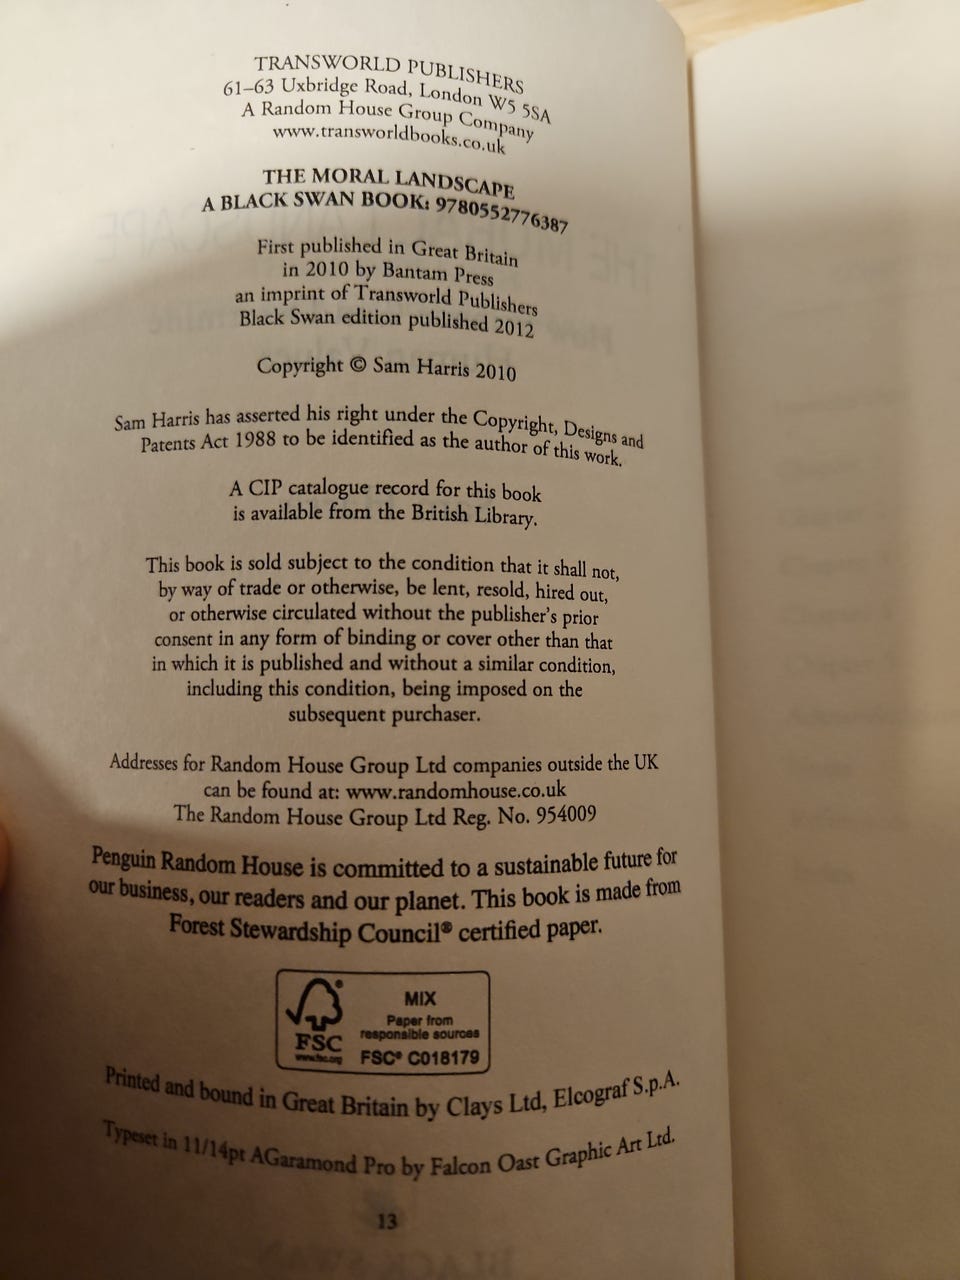 TRANSWORLD PUBLISHERS
61–63 Uxbridge Road, London W5 5SA
A Random House Group Company
www.transworldbooks.co.uk
THE MORAL LANDSCAPE
A BLACK SWAN BOOK: 9780552776387
First published in Great Britain
in 2010 by Bantam Press
an imprint of Transworld Publishers
Black Swan edition published 2012
Copyright © Sam Harris 2010
Sam Harris has asserted his right under the Copyright, Designs and
Patents Act 1988 to be identified as the author of this work.
A CIP catalogue record for this book
is available from the British Library.
This book is sold subject to the condition that it shall not,
by way of trade or otherwise, be lent, resold, hired out,
or otherwise circulated without the publisher's prior
consent in any form of binding or cover other than that
in which it is published and without a similar condition,
including this condition, being imposed on the
subsequent purchaser.
Addresses for Random House Group Ltd companies outside the UK
can be found at: www.randomhouse.co.uk
The Random House Group Ltd Reg. No. 954009
Penguin Random House is committed to a sustainable future for
our business, our readers and our planet. This book is made from
Forest Stewardship Council® certified paper.
FSC
www.fsc.org
MIX
Paper from
responsible sources
FSC® C018179
Printed and bound in Great Britain by Clays Ltd, Elcograf S.p.A.
Typeset in 11/14pt AGaramond Pro by Falcon Oast Graphic Art Ltd.
13